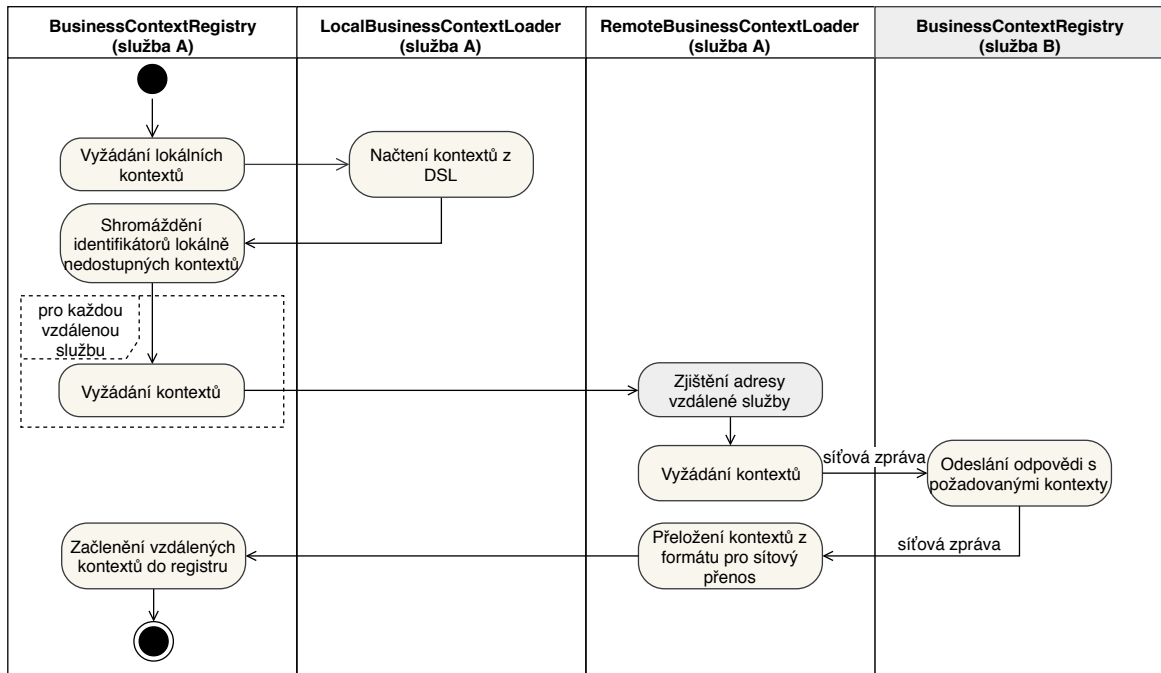 BusinessContextRegistry
(služba A)
LocalBusinessContextLoader
(služba A)
RemoteBusinessContextLoader
(služba A)
BusinessContextRegistry
(služba B)
Vyžádání lokálních
kontextů
Načtení kontextů z
DSL
Shromáždění
identifikátorů lokálně
nedostupných kontextů
pro každou
vzdálenou
službu
Vyžádání kontextů
Zjištění adresy
vzdálené služby
Vyžádání kontextů
síťová zpráva
Odeslání odpovědi s
požadovanými kontexty
síťová zpráva
Přeložení kontextů z
formátu pro sítový
přenos
Začlenění vzdálených
kontextů do registru